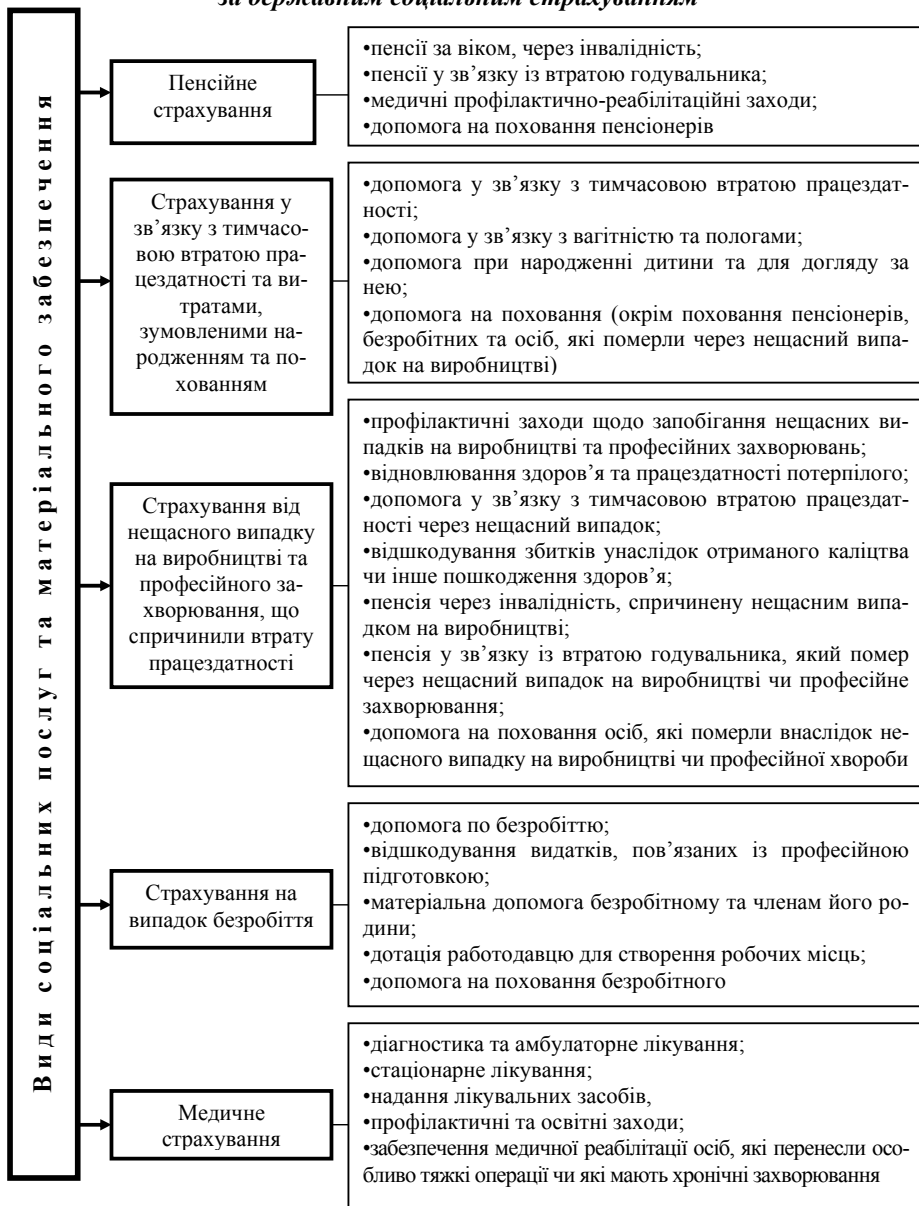 за державним соціальним страхуванням
Види соціальних послуг та матеріального забезпечення
Пенсійне
страхування
•пенсії за віком, через інвалідність;
•пенсії у зв’язку із втратою годувальника;
•медичні профілактично-реабілітаційні заходи;
•допомога на поховання пенсіонерів
Страхування у
зв’язку з тимчасо-
вою втратою пра-
цездатності та ви-
тратами,
зумовленими на-
родженням та по-
хованням
•допомога у зв’язку з тимчасовою втратою працездат-
ності;
•допомога у зв’язку з вагітністю та пологами;
•допомога при народженні дитини та для догляду за
нею;
•допомога на поховання (окрім поховання пенсіонерів,
безробітних та осіб, які померли через нещасний випа-
док на виробництві)
Страхування від
нещасного випадку
на виробництві та
професійного за-
хворювання, що
спричинили втрату
працездатності
•профілактичні заходи щодо запобігання нещасних ви-
падків на виробництві та професійних захворювань;
•відновлювання здоров’я та працездатності потерпілого;
•допомога у зв’язку з тимчасовою втратою працездат-
ності через нещасний випадок;
•відшкодування збитків унаслідок отриманого каліцтва
чи інше пошкодження здоров’я;
•пенсія через інвалідність, спричинену нещасним випа-
дком на виробництві;
•пенсія у зв’язку із втратою годувальника, який помер
через нещасний випадок на виробництві чи професійне
захворювання;
•допомога на поховання осіб, які померли внаслідок не-
щасного випадку на виробництві чи професійної хвороби
Страхування на
випадок безробіття
•допомога по безробіттю;
•відшкодування видатків, пов’язаних із професійною
підготовкою;
•матеріальна допомога безробітному та членам його ро-
дини;
•дотація работодавцю для створення робочих місць;
•допомога на поховання безробітного
Медичне
страхування
•діагностика та амбулаторне лікування;
•стаціонарне лікування;
•надання лікувальних засобів,
•профілактичні та освітні заходи;
•забезпечення медичної реабілітації осіб, які перенесли осо-
бливо тяжкі операції чи які мають хронічні захворювання